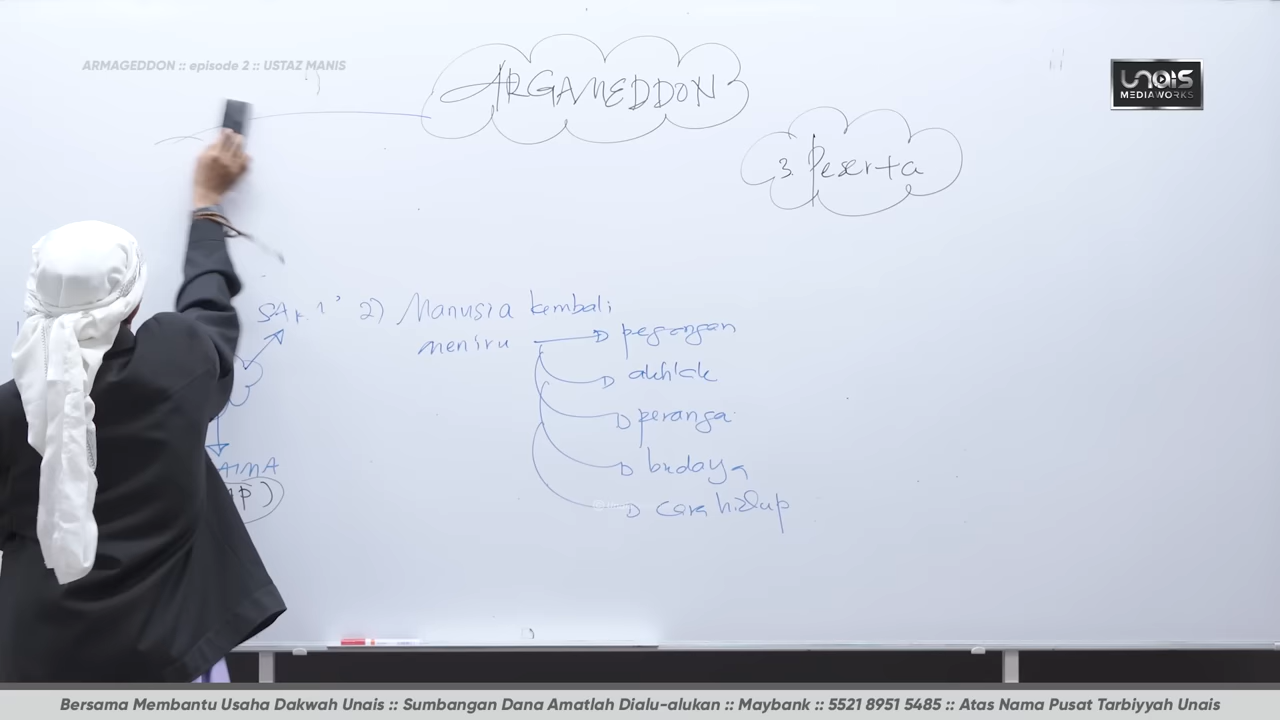 ARMAGEDDON :: episode 2 :: USTAZ MANIS
UNAIS
MEDIAWORKS
ARGAMEDDON
3. Peserta
2) Manusia kembali
meniru
pegangan
akhlak
peranga
budaya
cara hidup
Bersama Membantu Usaha Dakwah Unais :: Sumbangan Dana Amatlah Dialu-alukan :: Maybank :: 5521 8951 5485 :: Atas Nama Pusat Tarbiyyah Unais